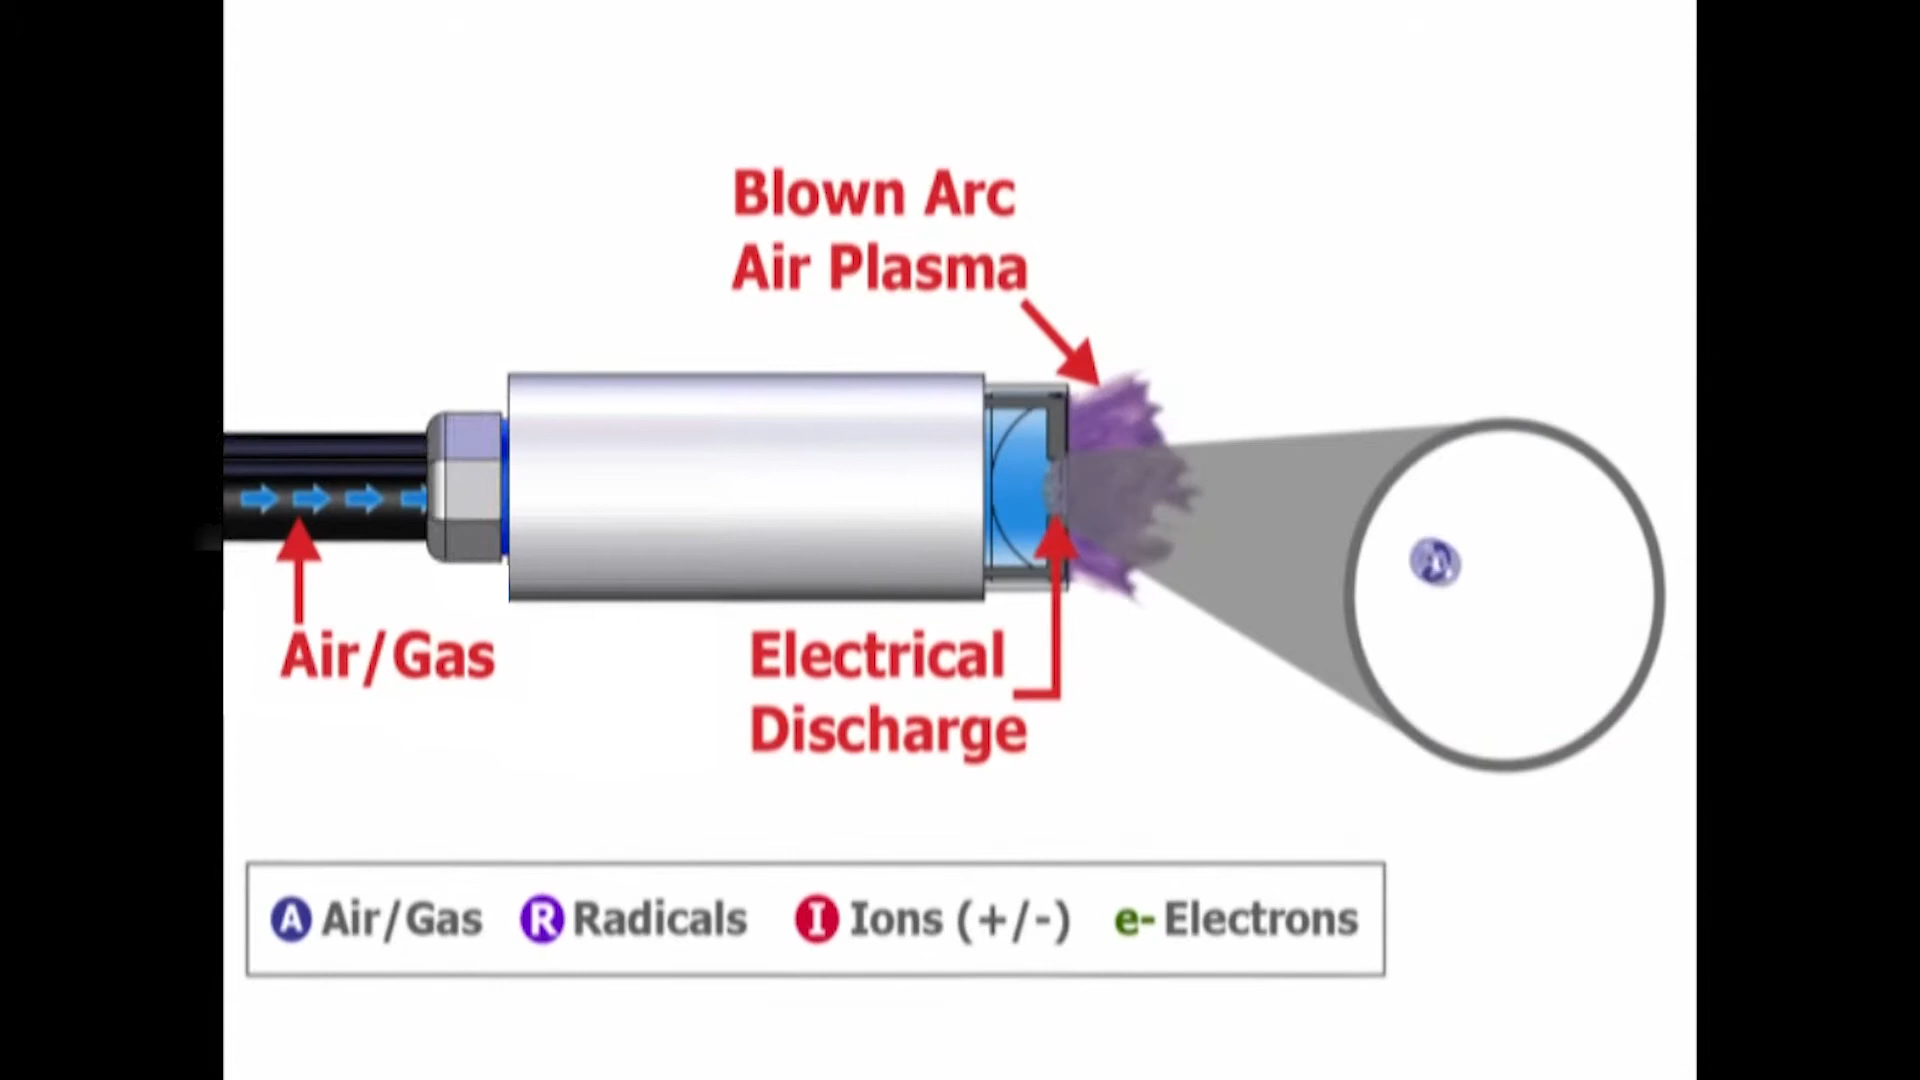 Blown Arc
Air Plasma
Air/Gas
Electrical
Discharge
A
A Air/Gas R Radicals I Ions (+/-) e- Electrons